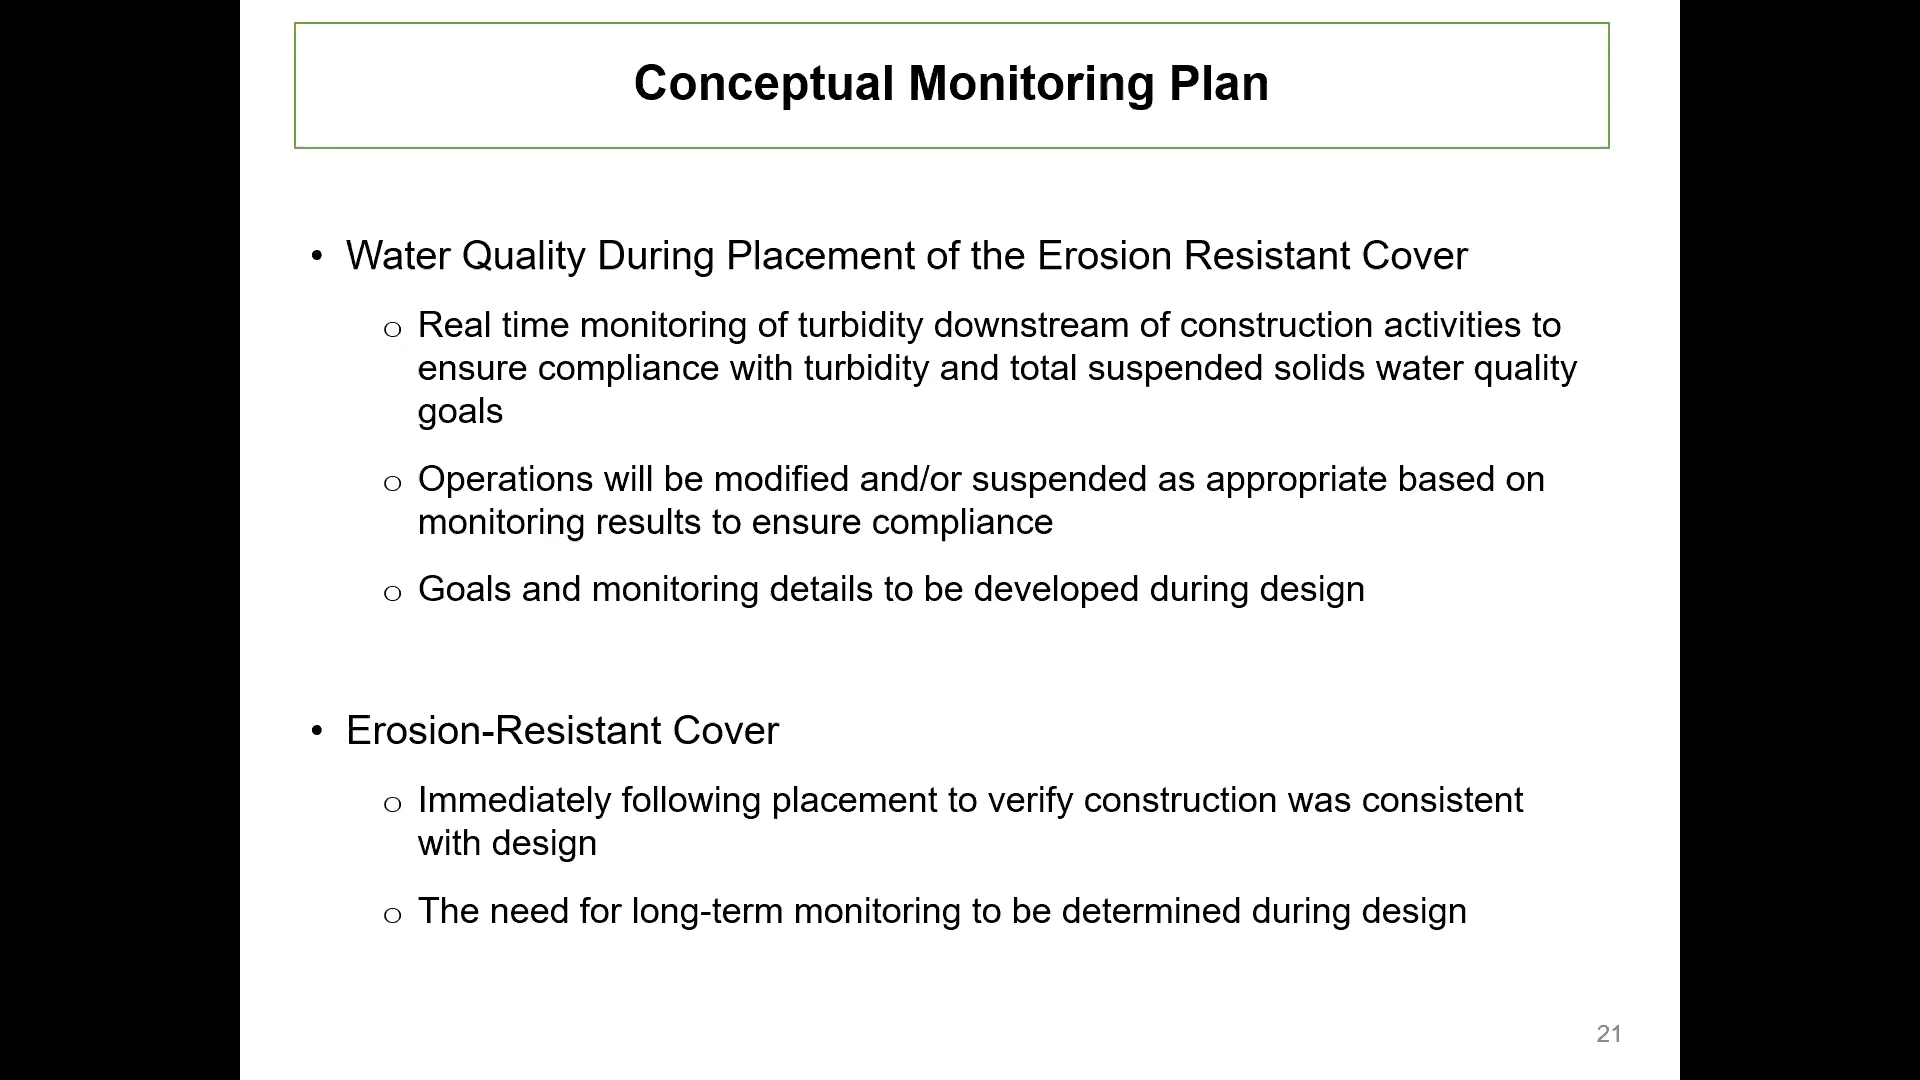 Conceptual Monitoring Plan
• Water Quality During Placement of the Erosion Resistant Cover
o Real time monitoring of turbidity downstream of construction activities to
ensure compliance with turbidity and total suspended solids water quality
goals
o Operations will be modified and/or suspended as appropriate based on
monitoring results to ensure compliance
o Goals and monitoring details to be developed during design
• Erosion-Resistant Cover
o Immediately following placement to verify construction was consistent
with design
o The need for long-term monitoring to be determined during design
21